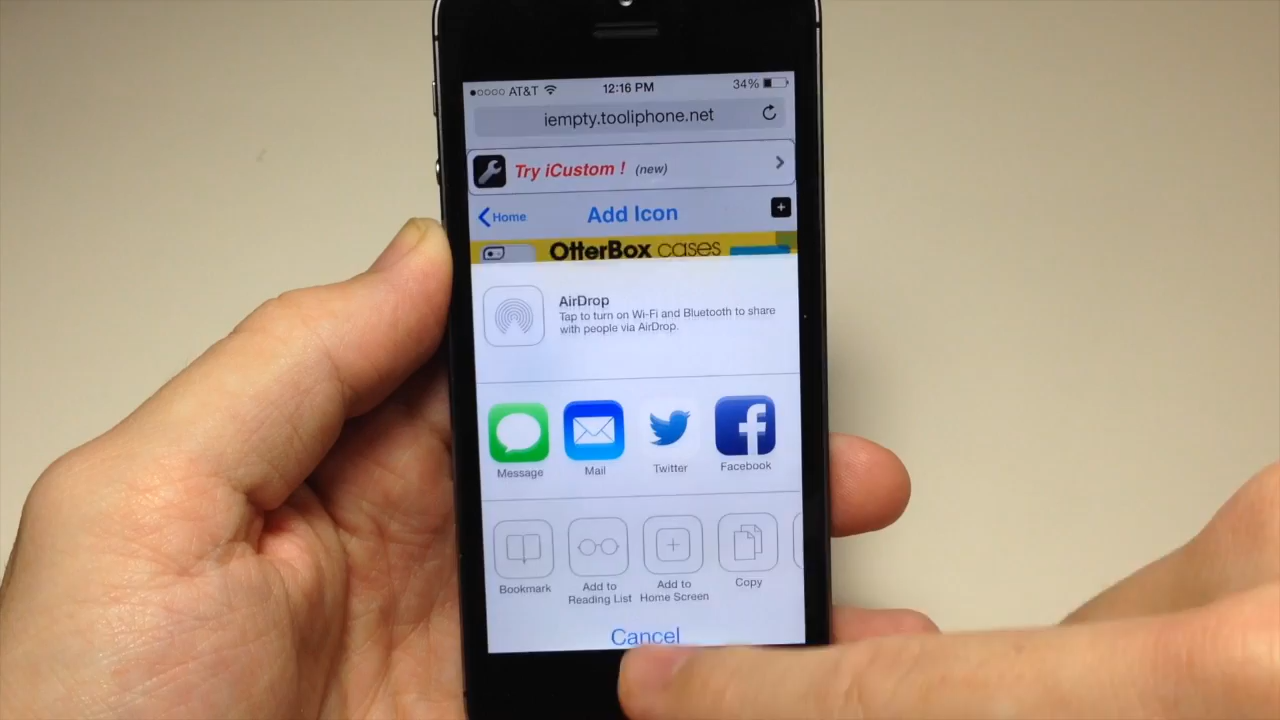 AT&T 12:16 PM 34%
iempty.tooliphone.net
Try iCustom ! (new)
Home Add Icon
OtterBox cases
AirDrop
Tap to turn on Wi-Fi and Bluetooth to share
with people via AirDrop.
Message Mail Twitter Facebook
Bookmark Add to Reading List Add to Home Screen Copy
Cancel